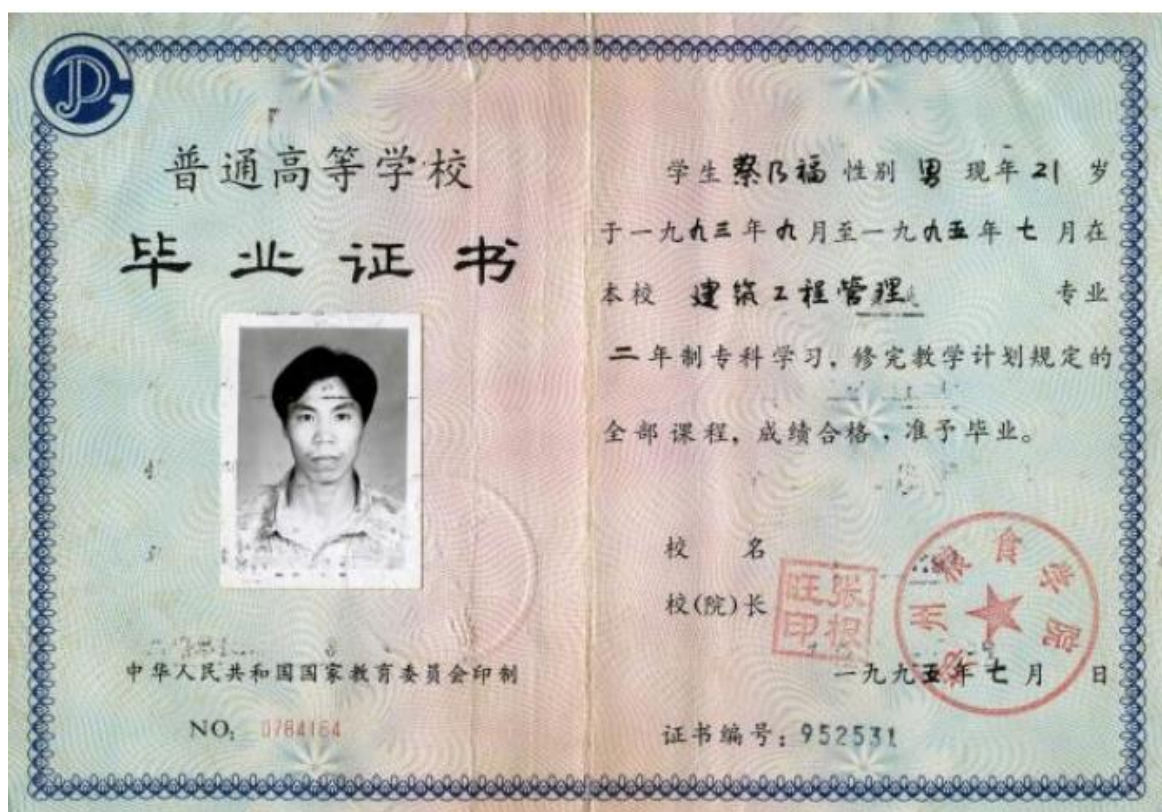 普通高等学校
毕业证书
中华人民共和国国家教育委员会印制
NO: 0784164
学生 蔡乃福 性别 男 现年 21 岁
于一九九三年九月至一九九五年七月在
本校 建筑工程管理 专业
二年制专科学习,修完教学计划规定的
全部课程,成绩合格,准予毕业。
校 名
校(院)长
张根旺印
州粮食学院
一九九五年七月 日
证书编号:952531